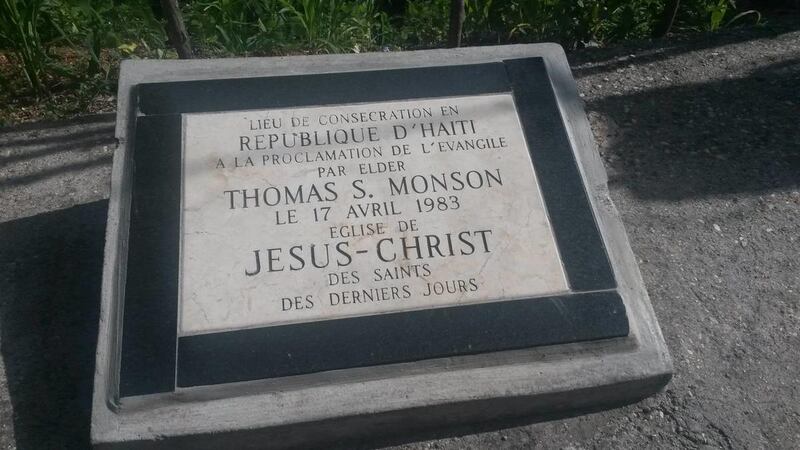 LIEU DE CONSECRATION EN
REPUBLIQUE D'HAITI
A LA PROCLAMATION DE L'EVANGILE
PAR ELDER
THOMAS S. MONSON
LE 17 AVRIL 1983
EGLISE DE
JESUS-CHRIST
DES SAINTS
DES DERNIERS JOURS